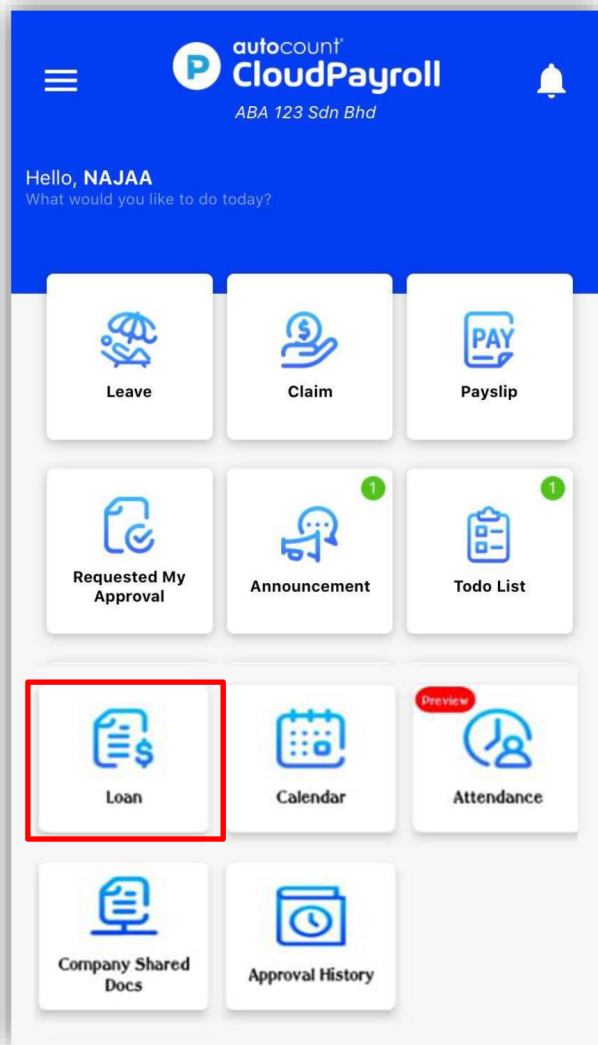 autocount
P
CloudPayroll
ABA 123 Sdn Bhd
Hello, NAJAA
What would you like to do today?
$
PAY
Leave
Claim
Payslip
1
1
Requested My
Approval
Announcement
Todo List
Preview
$
Loan
Calendar
Attendance
Company Shared
Docs
Approval History